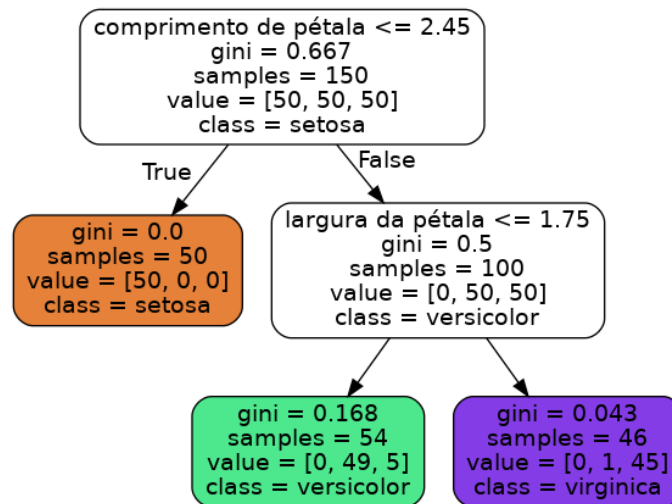 comprimento de pétala <= 2.45
gini = 0.667
samples = 150
value = [50, 50, 50]
class = setosa
True
False
gini = 0.0
samples = 50
value = [50, 0, 0]
class = setosa
largura da pétala <= 1.75
gini = 0.5
samples = 100
value = [0, 50, 50]
class = versicolor
gini = 0.168
samples = 54
value = [0, 49, 5]
class = versicolor
gini = 0.043
samples = 46
value = [0, 1, 45]
class = virginica